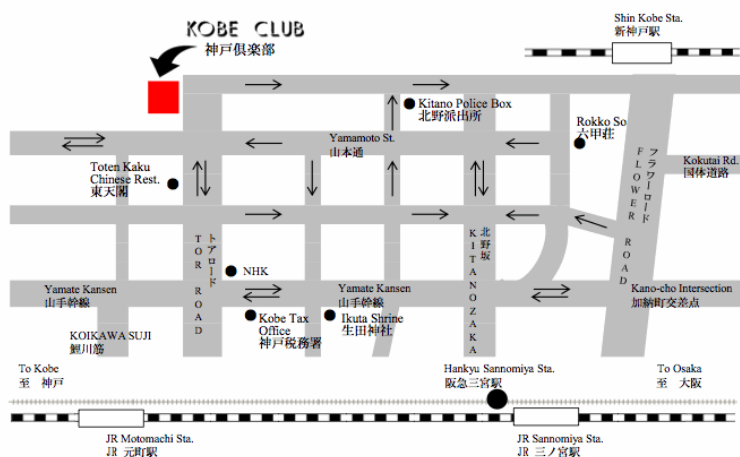 KOBE CLUB
神戸倶楽部
Shin Kobe Sta.
新神戸駅
Kitano Police Box
北野派出所
Rokko So
六甲荘
Yamamoto St.
山本通
Toten Kaku
Chinese Rest.
東天閣
フラワーロード
FLOWER ROAD
Kokutai Rd.
国体道路
トアロード
TOR ROAD
北野坂
KITANOZAKA
NHK
Yamate Kansen
山手幹線
Yamate Kansen
山手幹線
Kano-cho Intersection
加納町交差点
Kobe Tax
Office
神戸税務署
Ikuta Shrine
生田神社
KOIKAWA SUJI
鯉川筋
To Kobe
至 神戸
Hankyu Sannomiya Sta.
阪急三宮駅
To Osaka
至 大阪
JR Motomachi Sta.
JR 元町駅
JR Sannomiya Sta.
JR 三ノ宮駅